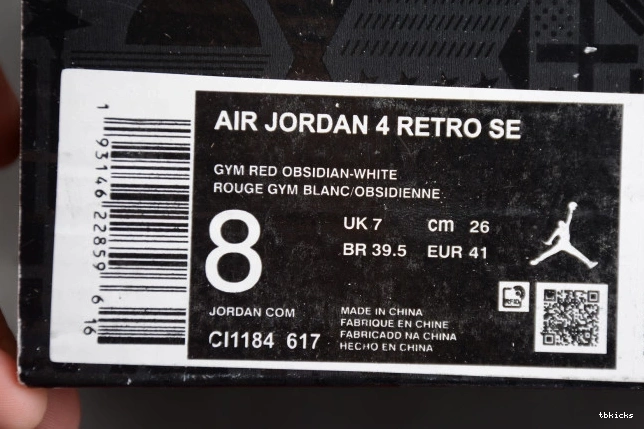 AIR JORDAN 4 RETRO SE
GYM RED OBSIDIAN-WHITE
ROUGE GYM BLANC/OBSIDIENNE
8
UK 7 cm 26
BR 39.5 EUR 41
JORDAN COM
CI1184 617
MADE IN CHINA
FABRIQUE EN CHINE
FABRICADO NA CHINA
HECHO EN CHINA
RFID
1 93146 22859 6 16
tbkicks